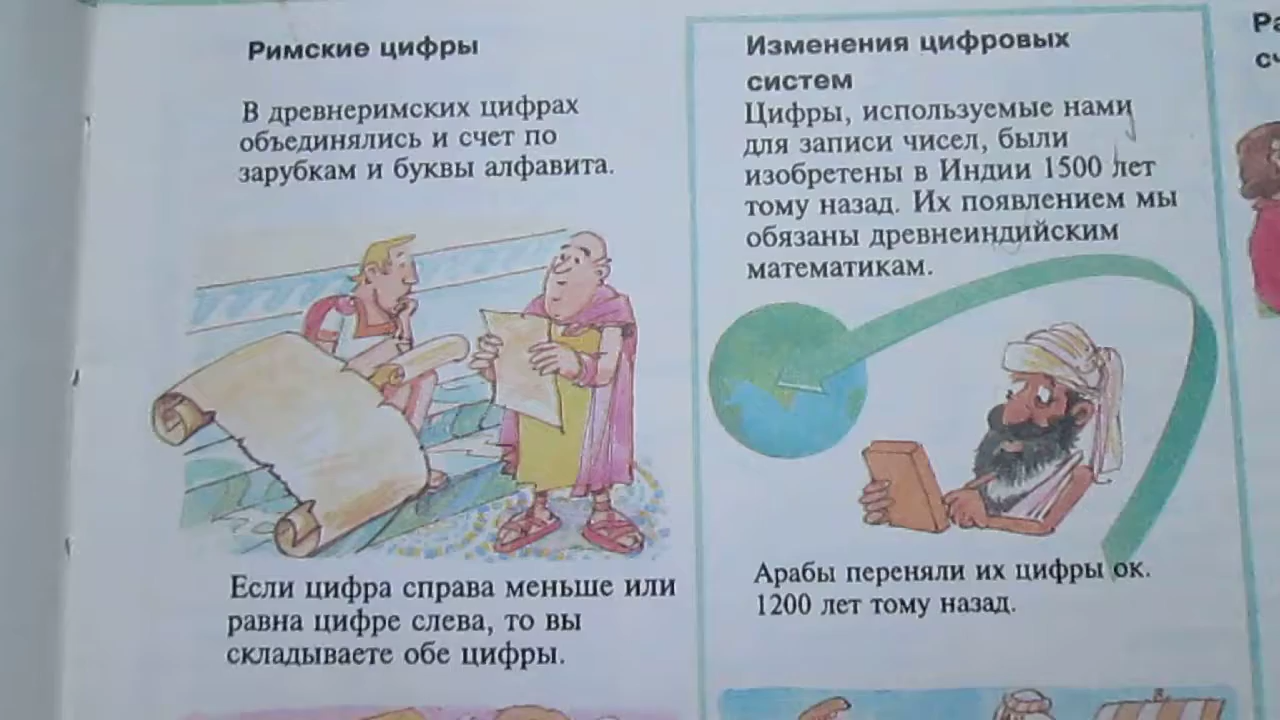 Римские цифры
В древнеримских цифрах
объединялись и счет по
зарубкам и буквы алфавита.
Если цифра справа меньше или
равна цифре слева, то вы
складываете обе цифры.
Изменения цифровых
систем
Цифры, используемые нами
для записи чисел, были
изобретены в Индии 1500 лет
тому назад. Их появлением мы
обязаны древнеиндийским
математикам.
Арабы переняли их цифры ок.
1200 лет тому назад.